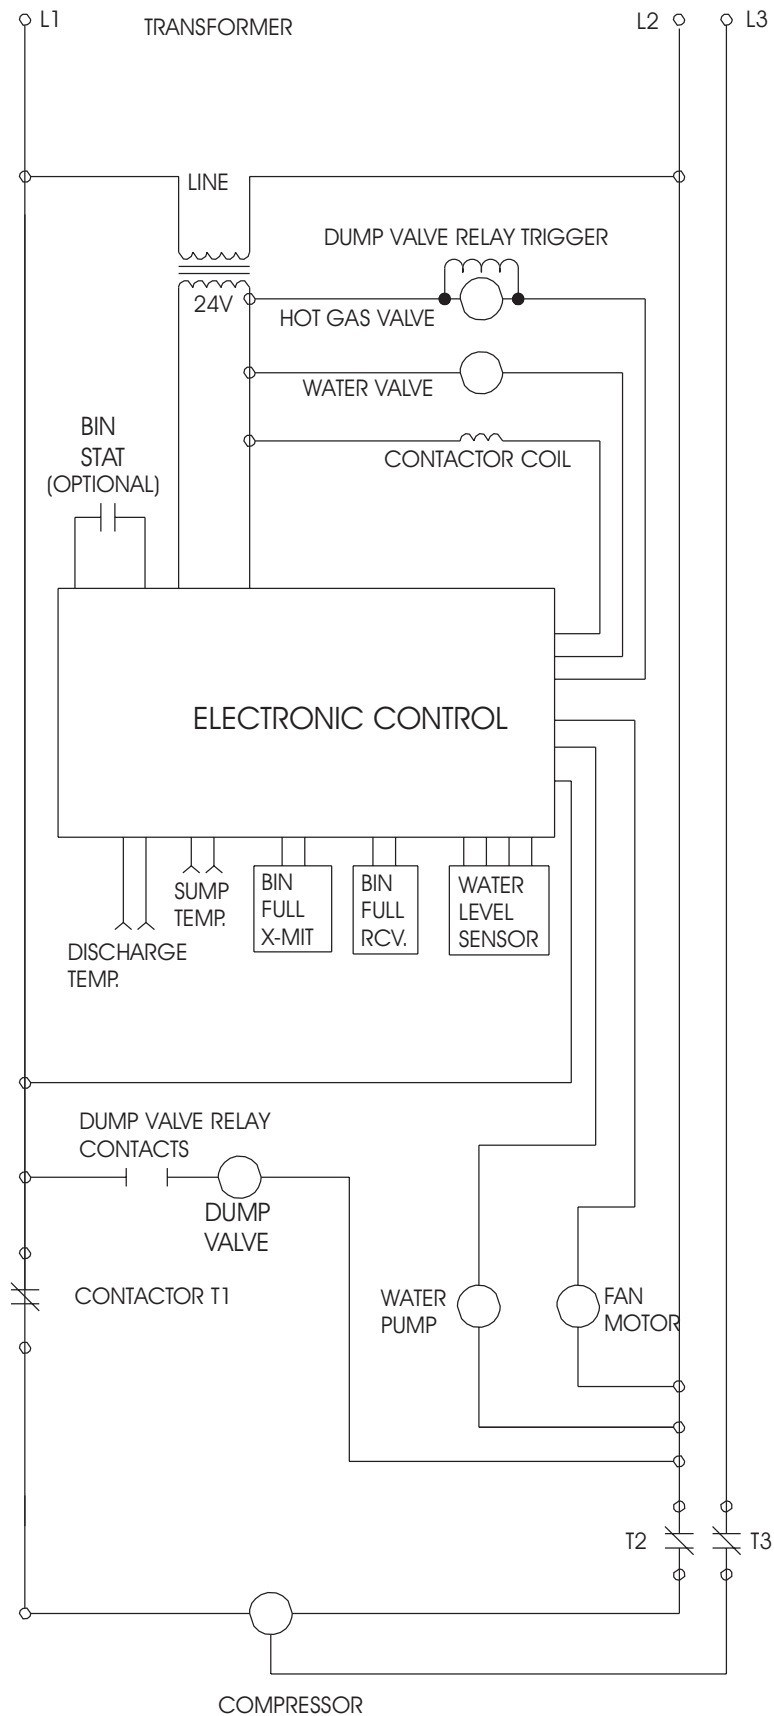 L1
TRANSFORMER
L2
L3
LINE
DUMP VALVE RELAY TRIGGER
24V
HOT GAS VALVE
WATER VALVE
BIN
STAT
(OPTIONAL)
CONTACTOR COIL
ELECTRONIC CONTROL
DISCHARGE
TEMP.
SUMP
TEMP.
BIN
FULL
X-MIT
BIN
FULL
RCV.
WATER
LEVEL
SENSOR
DUMP VALVE RELAY
CONTACTS
DUMP
VALVE
CONTACTOR T1
WATER
PUMP
FAN
MOTOR
T2
T3
COMPRESSOR